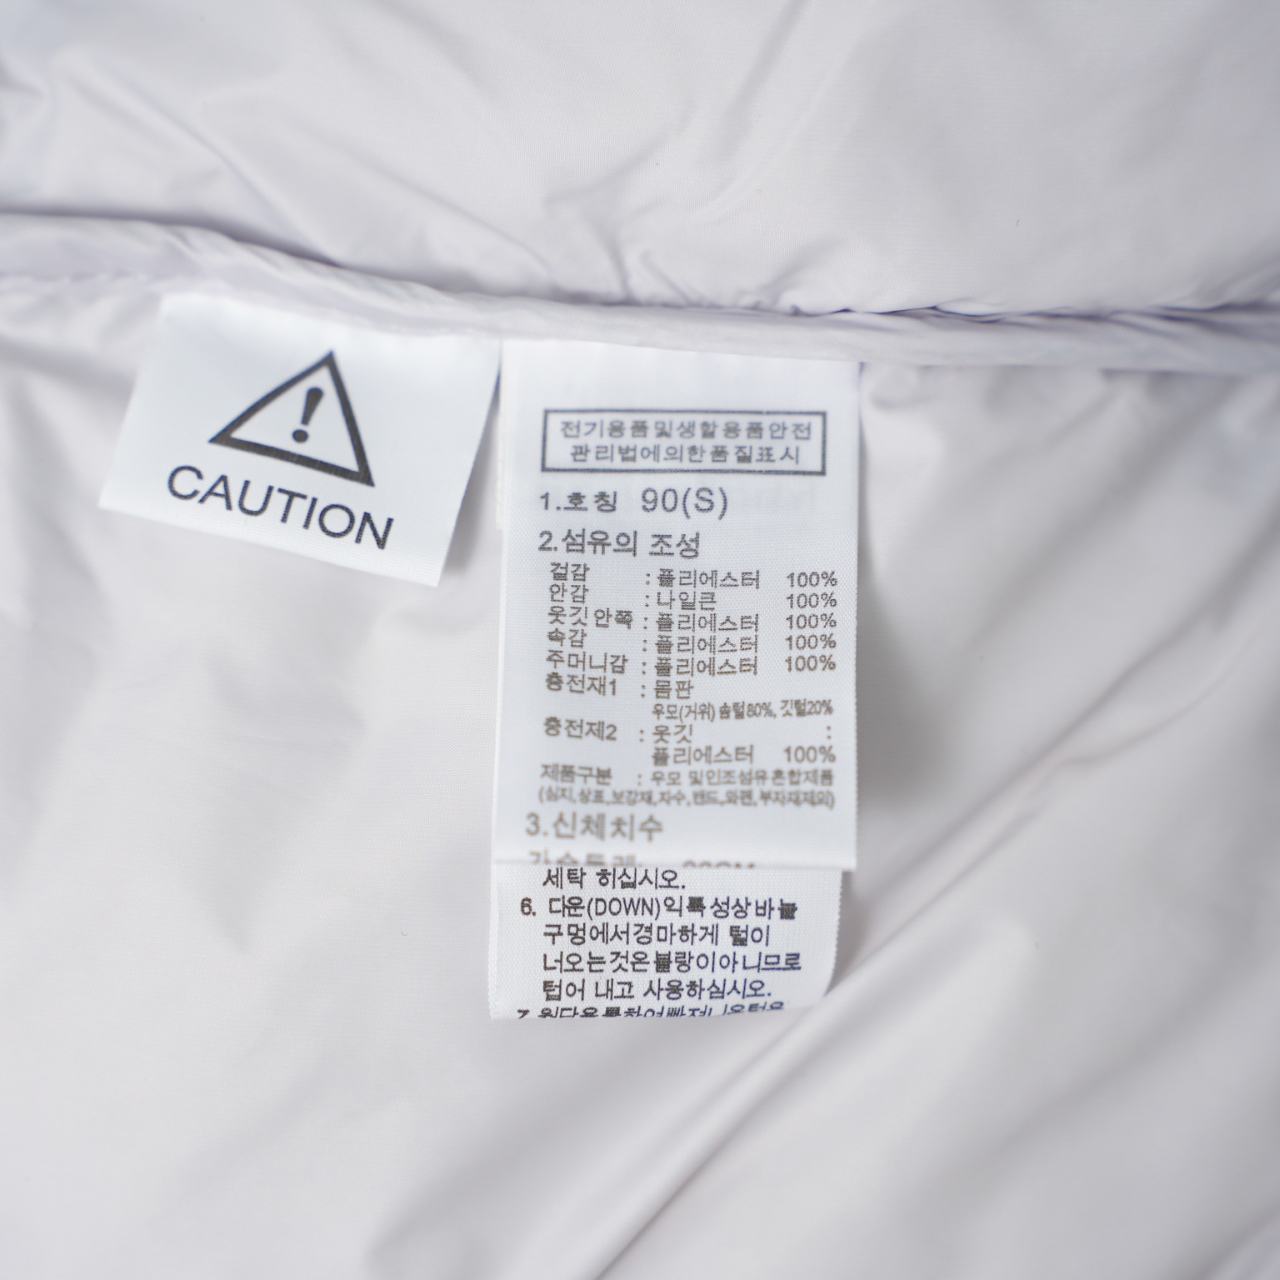 CAUTION
전기용품및생활용품안전
관리법에의한품질표시
1.호칭 90(S)
2.섬유의 조성
겉감 : 폴리에스터 100%
안감 : 나일론 100%
옷깃안쪽 : 폴리에스터 100%
속감 : 폴리에스터 100%
주머니감 : 폴리에스터 100%
충전재1 : 몸판
우모(거위) 솜털80%, 깃털20%
충전제2 : 옷깃 :
폴리에스터 100%
제품구분 : 우모 및인조섬유혼합제품
(심지,상표,보강재,자수,밴드,와펜,부자재제외)
3.신체치수
가슴둘레:
세탁 히십시오.
6. 다운(DOWN)익특성상바늘
구멍에서경마하게 털이
너오는것은불량이아니므로
텁어 내고 사용하십시오.